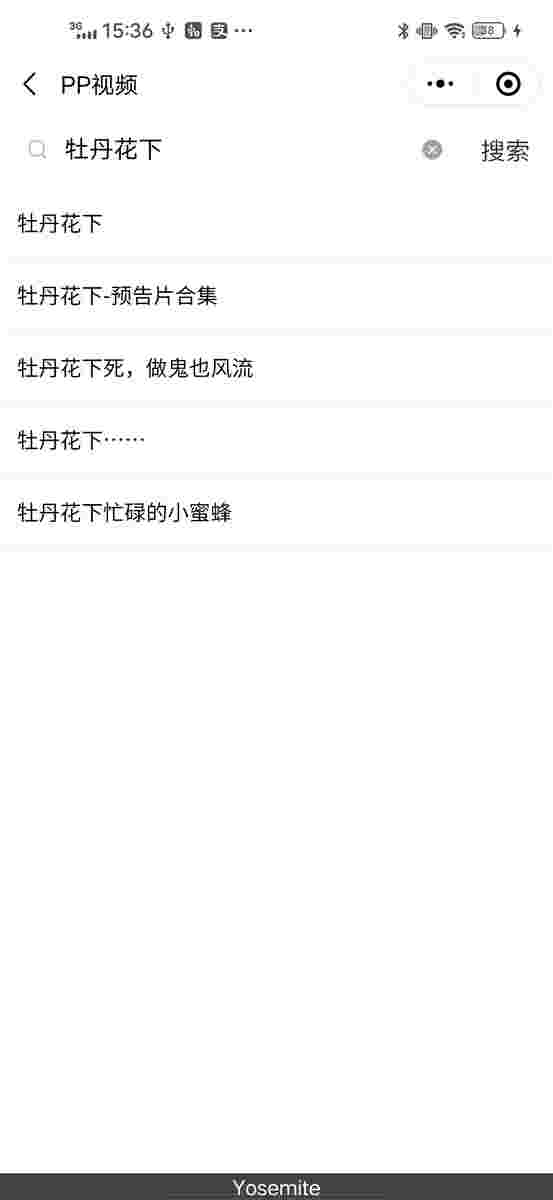 3G 15:36
PP视频
牡丹花下 搜索
牡丹花下
牡丹花下-预告片合集
牡丹花下死，做鬼也风流
牡丹花下······
牡丹花下忙碌的小蜜蜂
Yosemite